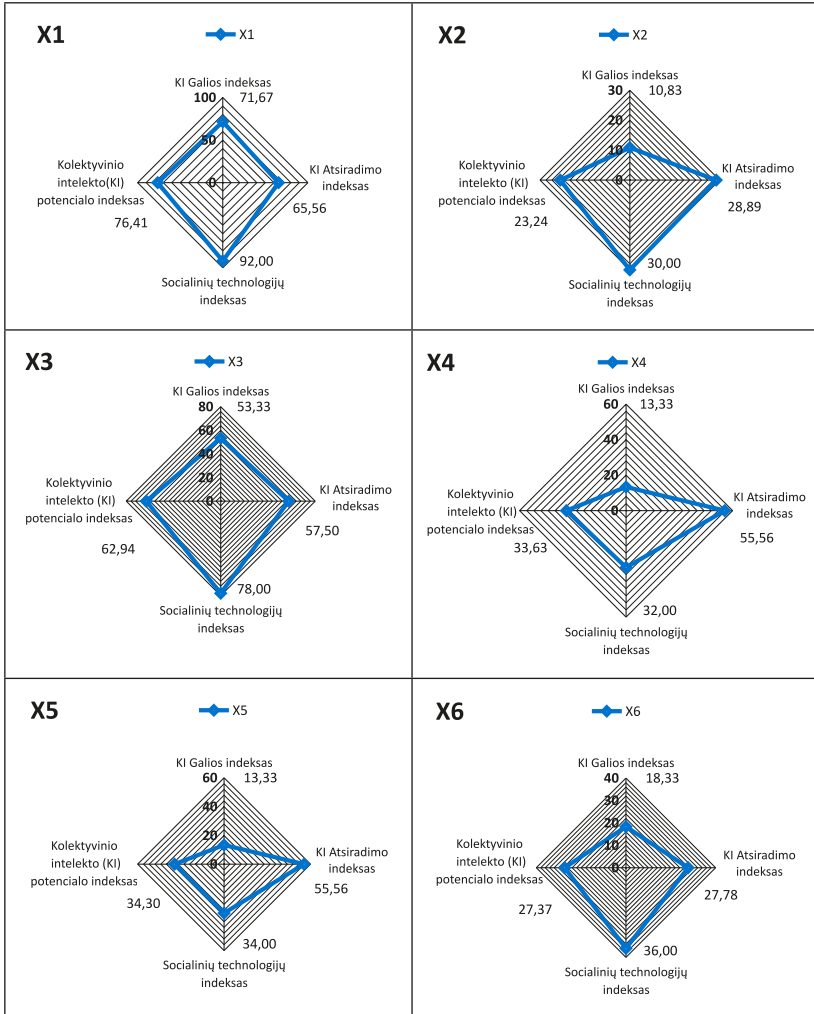 X1
X1
KI Galios indeksas
100
71,67
50
0
KI Atsiradimo
indeksas
65,56
Kolektyvinio
intelekto(KI)
potencialo indeksas
76,41
92,00
Socialinių technologijų
indeksas
X2
X2
KI Galios indeksas
30
10,83
20
10
0
KI Atsiradimo
indeksas
28,89
Kolektyvinio
intelekto (KI)
potencialo indeksas
23,24
30,00
Socialinių technologijų
indeksas
X3
X3
KI Galios indeksas
80
53,33
60
40
20
0
KI Atsiradimo
indeksas
57,50
Kolektyvinio
intelekto (KI)
potencialo indeksas
62,94
78,00
Socialinių technologijų
indeksas
X4
X4
KI Galios indeksas
60
13,33
40
20
0
KI Atsiradimo
indeksas
55,56
Kolektyvinio
intelekto (KI)
potencialo indeksas
33,63
32,00
Socialinių technologijų
indeksas
X5
X5
KI Galios indeksas
60
13,33
40
20
0
KI Atsiradimo
indeksas
55,56
Kolektyvinio
intelekto (KI)
potencialo indeksas
34,30
34,00
Socialinių technologijų
indeksas
X6
X6
KI Galios indeksas
40
18,33
30
20
10
0
KI Atsiradimo
indeksas
27,78
Kolektyvinio
intelekto (KI)
potencialo indeksas
27,37
36,00
Socialinių technologijų
indeksas